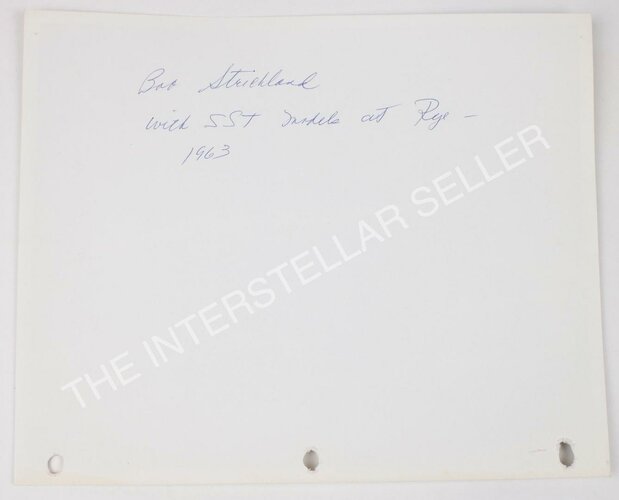 Bob Strickland
with SST models at Rye –
1963
THE INTERSTELLAR SELLER